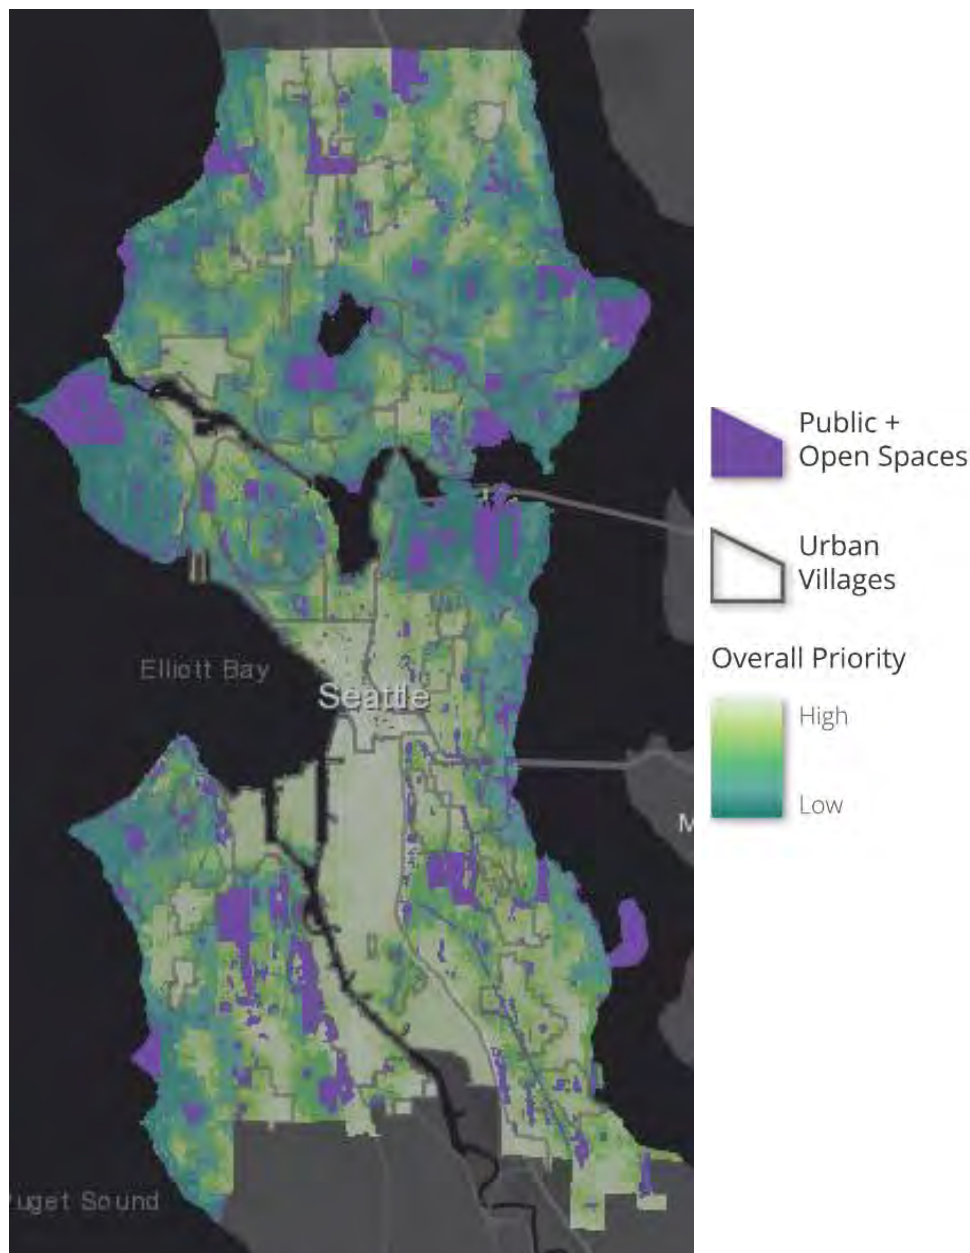 Public +
Open Spaces
Urban
Villages
Overall Priority
High
Low
Elliott Bay
Seattle
M
uget Sound